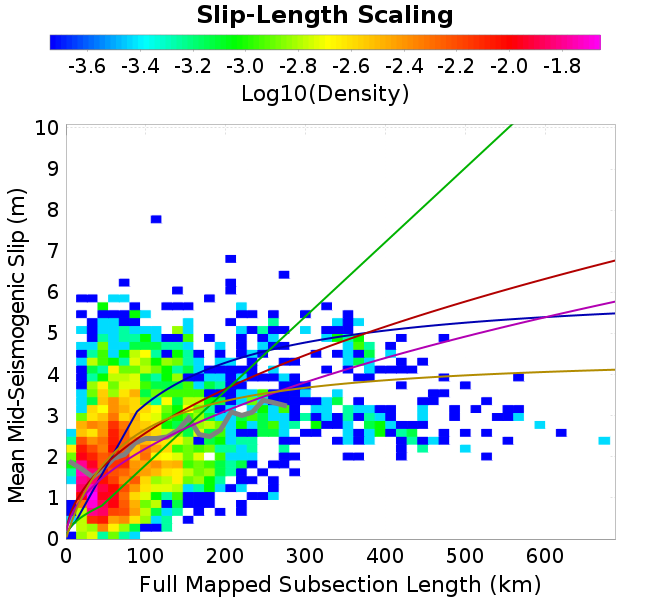 Slip-Length Scaling
-3.6 -3.4 -3.2 -3.0 -2.8 -2.6 -2.4 -2.2 -2.0 -1.8
Log10(Density)
10
9
8
7
6
5
4
3
2
1
0
Mean Mid-Seismogenic Slip (m)
0 100 200 300 400 500 600
Full Mapped Subsection Length (km)